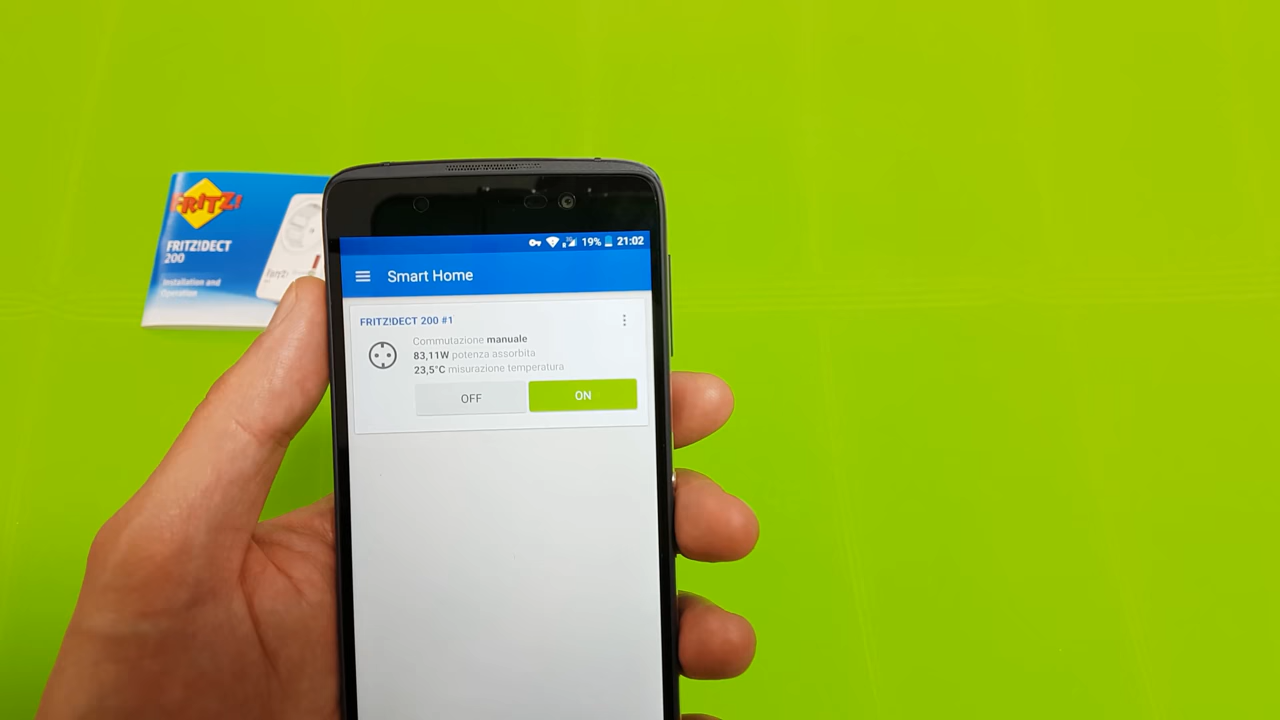 19% 21:02
Smart Home
FRITZ!DECT 200 #1
Commutazione manuale
83,11W potenza assorbita
23,5°C misurazione temperatura
OFF ON
FRITZ!
FRITZ!DECT
200
Installation and
Operation
FRITZ!